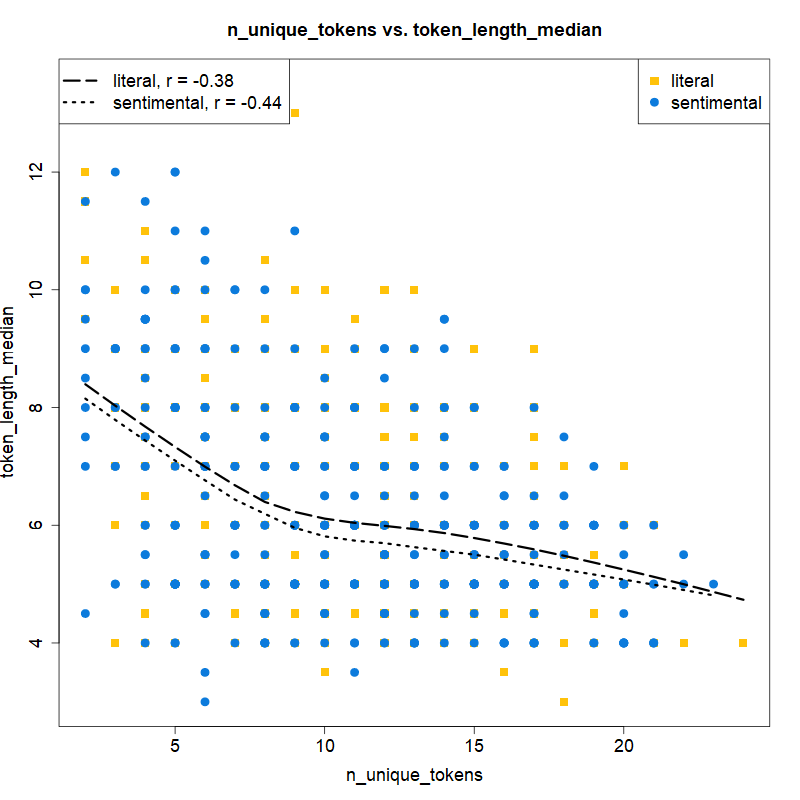 n_unique_tokens vs. token_length_median
literal, r = -0.38
sentimental, r = -0.44
literal
sentimental
token_length_median
12
10
8
6
4
5 10 15 20
n_unique_tokens